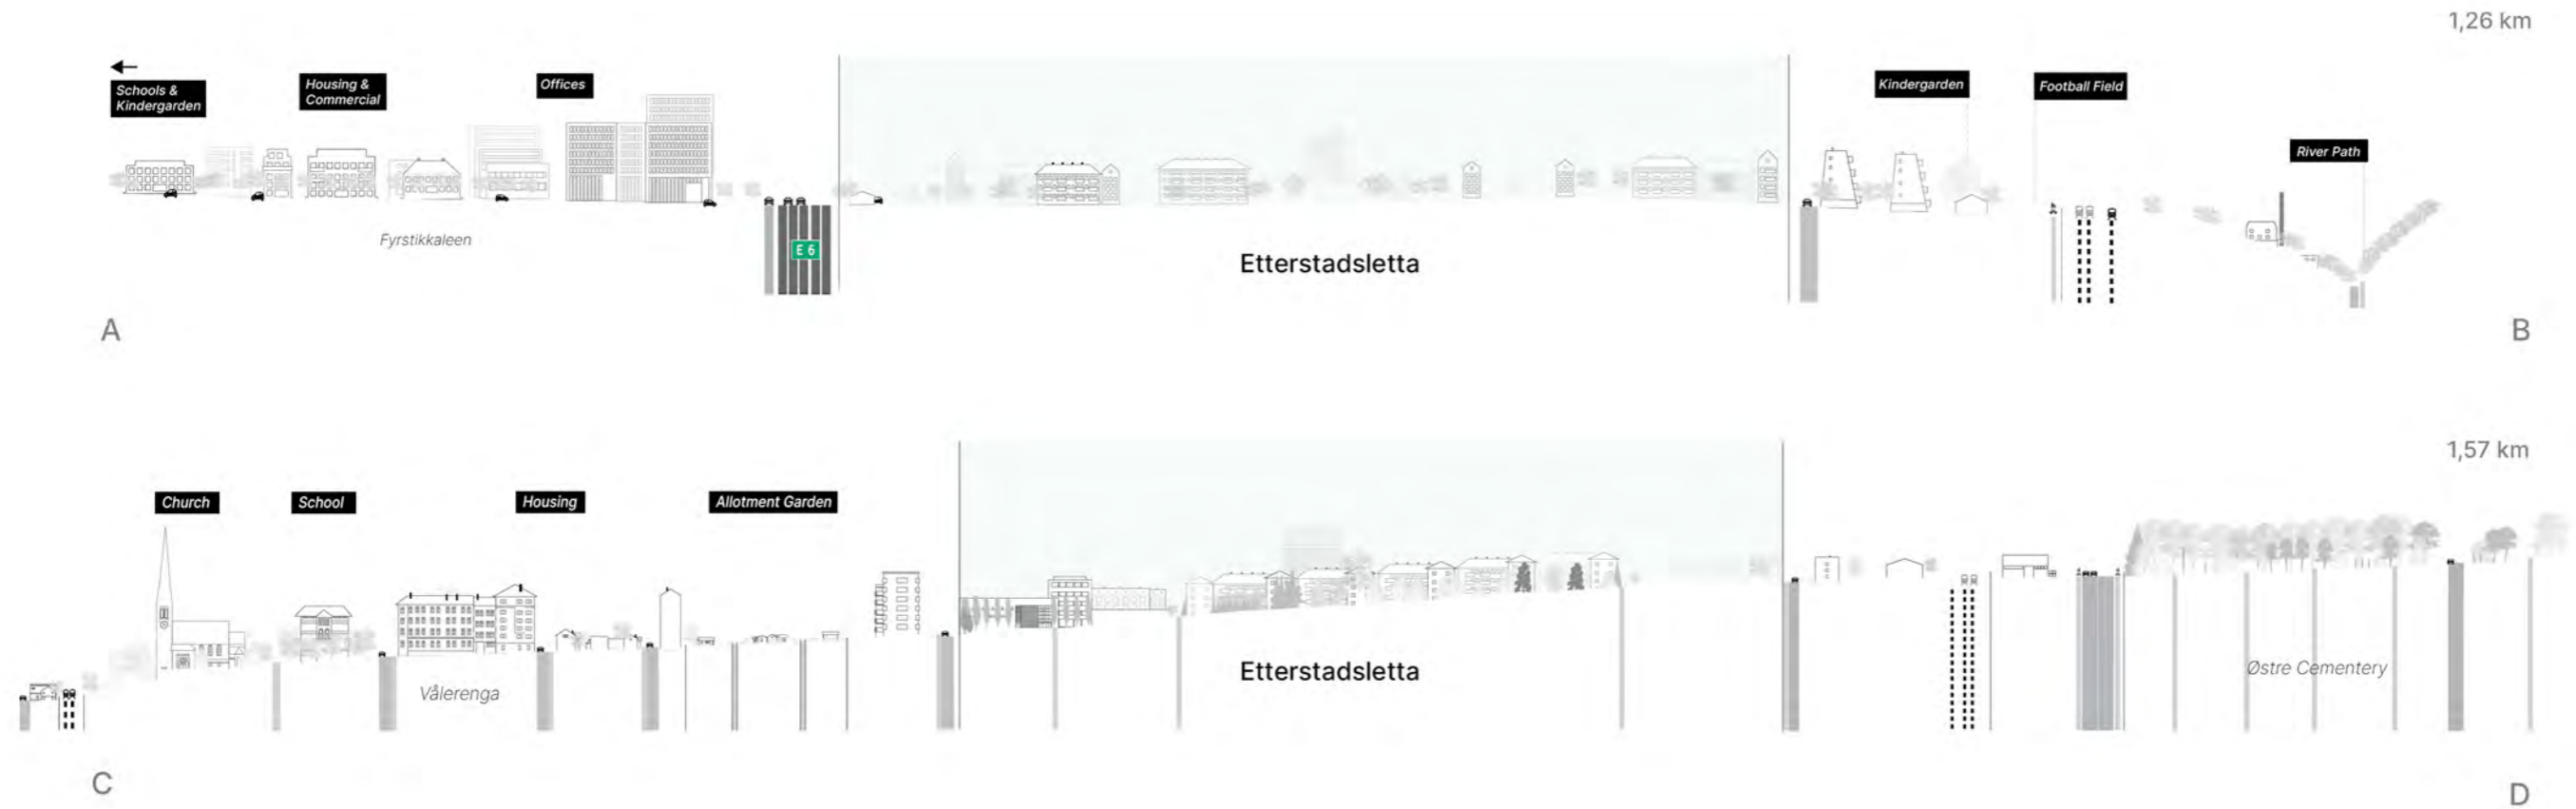 1,26 km
Schools &
Kindergarden
Housing &
Commercial
Offices
Kindergarden
Football Field
River Path
Fyrstikkaleen
E 6
Etterstadsletta
A
B
1,57 km
Church
School
Housing
Allotment Garden
Vålerenga
Etterstadsletta
Østre Cementery
C
D